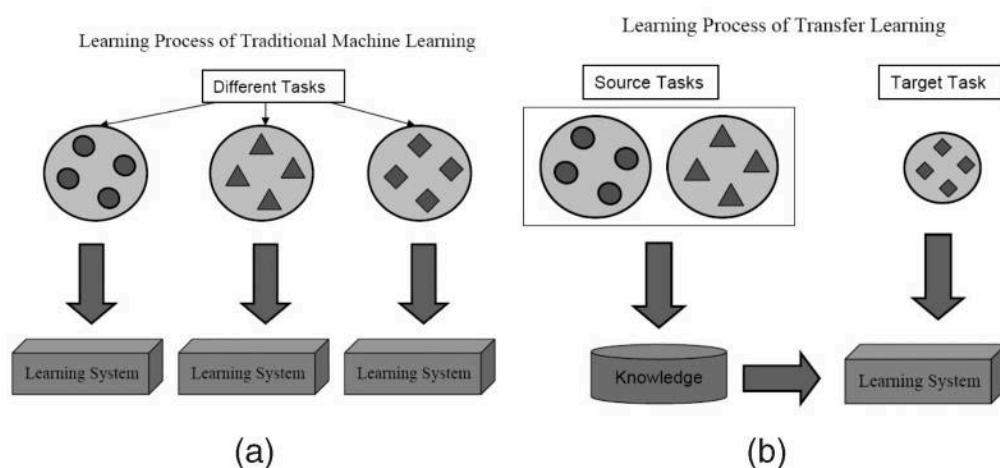 Learning Process of Traditional Machine Learning
Different Tasks
Learning System
Learning System
Learning System
(a)
Learning Process of Transfer Learning
Source Tasks
Target Task
Knowledge
Learning System
(b)